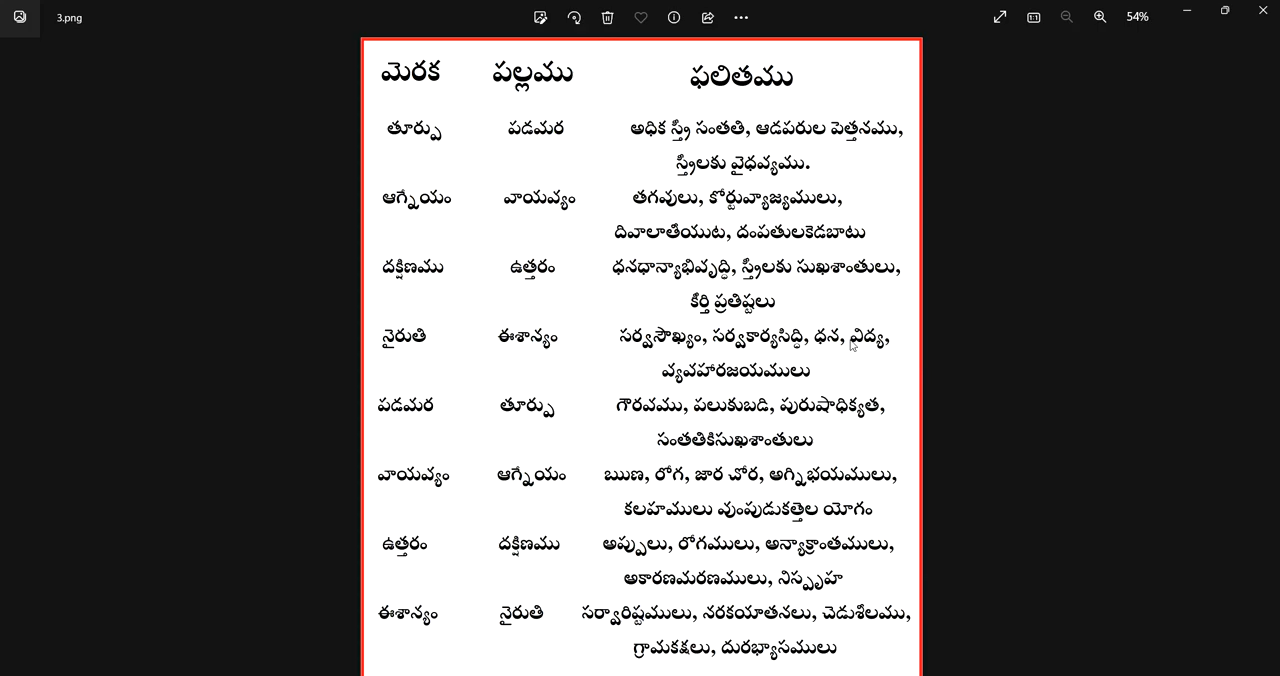 3.png
54%
మెరక పల్లము ఫలితము
తూర్పు పడమర అధిక స్త్రీ సంతతి, ఆడపరుల పెత్తనము,
స్త్రీలకు వైధవ్యము.
ఆగ్నేయం వాయవ్యం తగవులు, కోర్టువ్యాజ్యములు,
దివాలాతీయుట, దంపతులకెడబాటు
దక్షిణము ఉత్తరం ధనధాన్యాభివృద్ధి, స్త్రీలకు సుఖశాంతులు,
కీర్తి ప్రతిష్టలు
నైరుతి ఈశాన్యం సర్వసౌఖ్యం, సర్వకార్యసిద్ధి, ధన, విద్య,
వ్యవహారజయములు
పడమర తూర్పు గౌరవము, పలుకుబడి, పురుషాధిక్యత,
సంతతికిసుఖశాంతులు
వాయవ్యం ఆగ్నేయం ఋణ, రోగ, జార చోర, అగ్నిభయములు,
కలహములు వుంపుడుకత్తెల యోగం
ఉత్తరం దక్షిణము అప్పులు, రోగములు, అన్యాక్రాంతములు,
అకారణమరణములు, నిస్పృహ
ఈశాన్యం నైరుతి సర్వారిష్టములు, నరకయాతనలు, చెడుశీలము,
గ్రామకక్షలు, దురభ్యాసములు